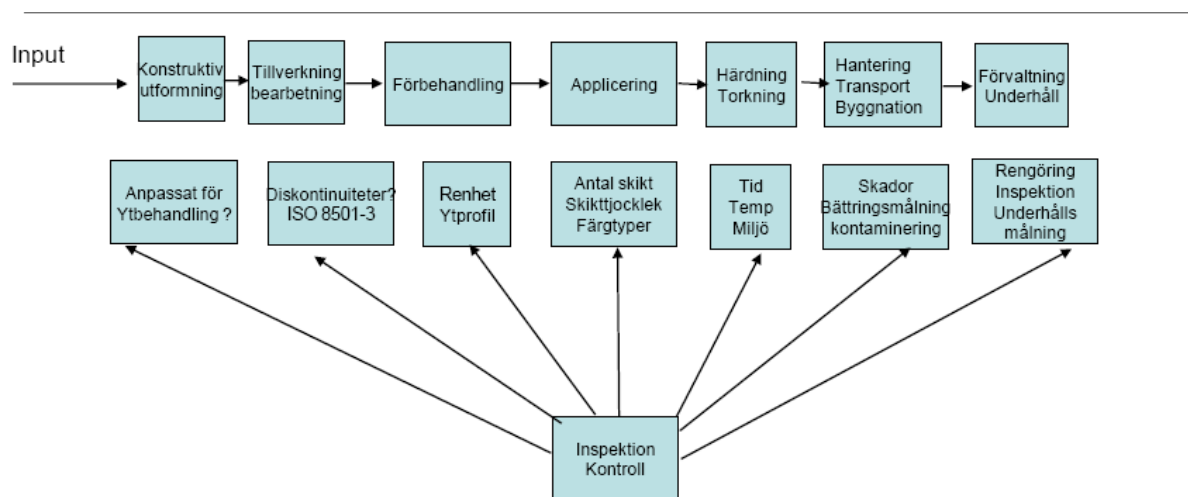 Input
Konstruktiv
utformning
Tillverkning
bearbetning
Förbehandling
Applicering
Härdning
Torkning
Hantering
Transport
Byggnation
Förvaltning
Underhåll
Anpassat för
Ytbehandling ?
Diskontinuiteter?
ISO 8501-3
Renhet
Ytprofil
Antal skikt
Skikttjocklek
Färgtyper
Tid
Temp
Miljö
Skador
Bättringsmålning
kontaminering
Rengöring
Inspektion
Underhålls
målning
Inspektion
Kontroll